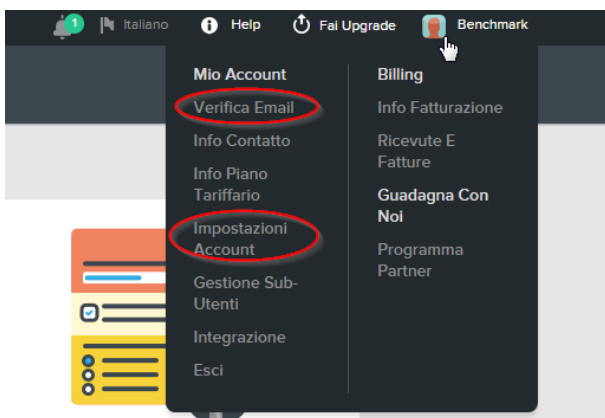 1
Italiano
Help
Fai Upgrade
Benchmark
Mio Account
Verifica Email
Info Contatto
Info Piano
Tariffario
Impostazioni
Account
Gestione Sub-
Utenti
Integrazione
Esci
Billing
Info Fatturazione
Ricevute E
Fatture
Guadagna Con
Noi
Programma
Partner